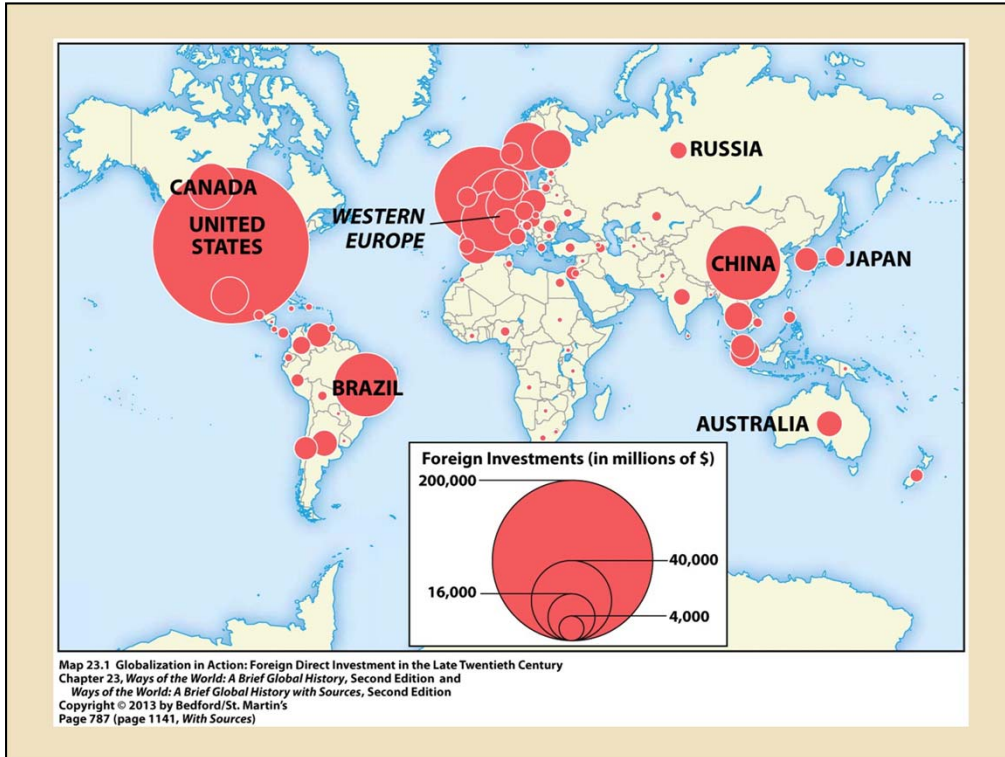 CANADA
UNITED
STATES
WESTERN
EUROPE
RUSSIA
CHINA
JAPAN
BRAZIL
AUSTRALIA
Foreign Investments (in millions of $)
200,000
40,000
16,000
4,000
Map 23.1 Globalization in Action: Foreign Direct Investment in the Late Twentieth Century
Chapter 23, Ways of the World: A Brief Global History, Second Edition and
Ways of the World: A Brief Global History with Sources, Second Edition
Copyright © 2013 by Bedford/St. Martin's
Page 787 (page 1141, With Sources)